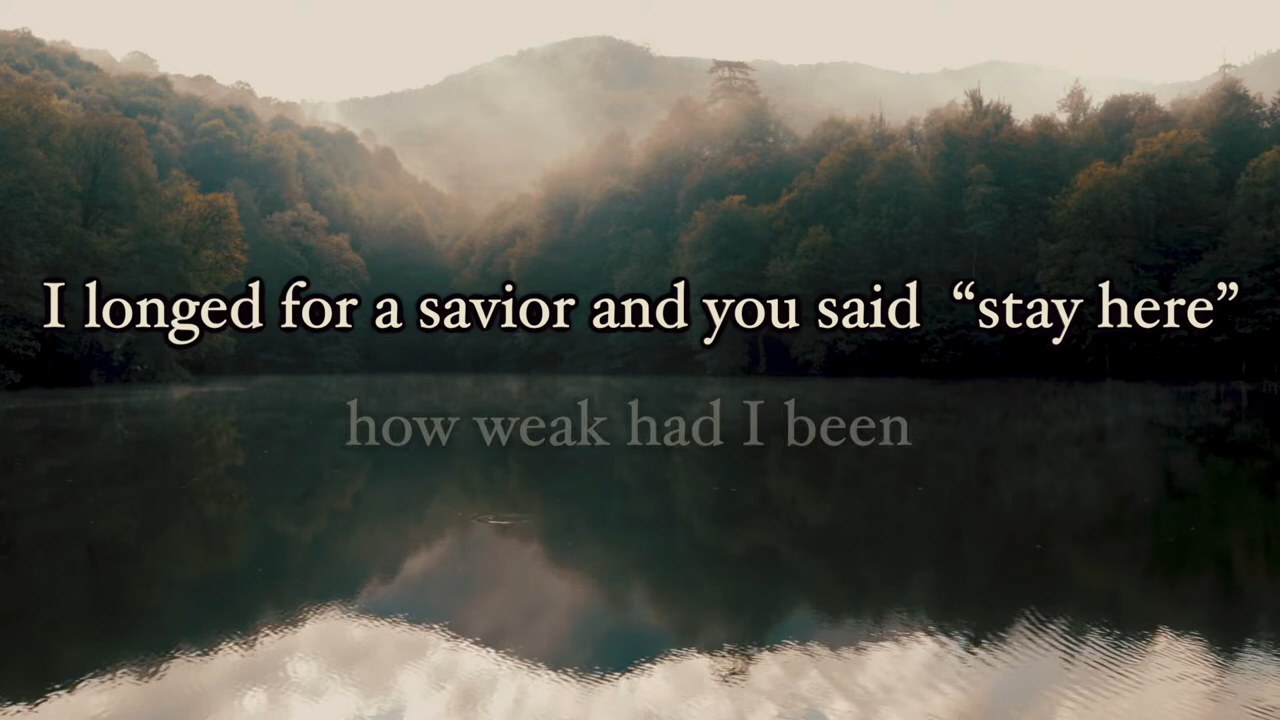 I longed for a savior and you said “stay here”
how weak had I been